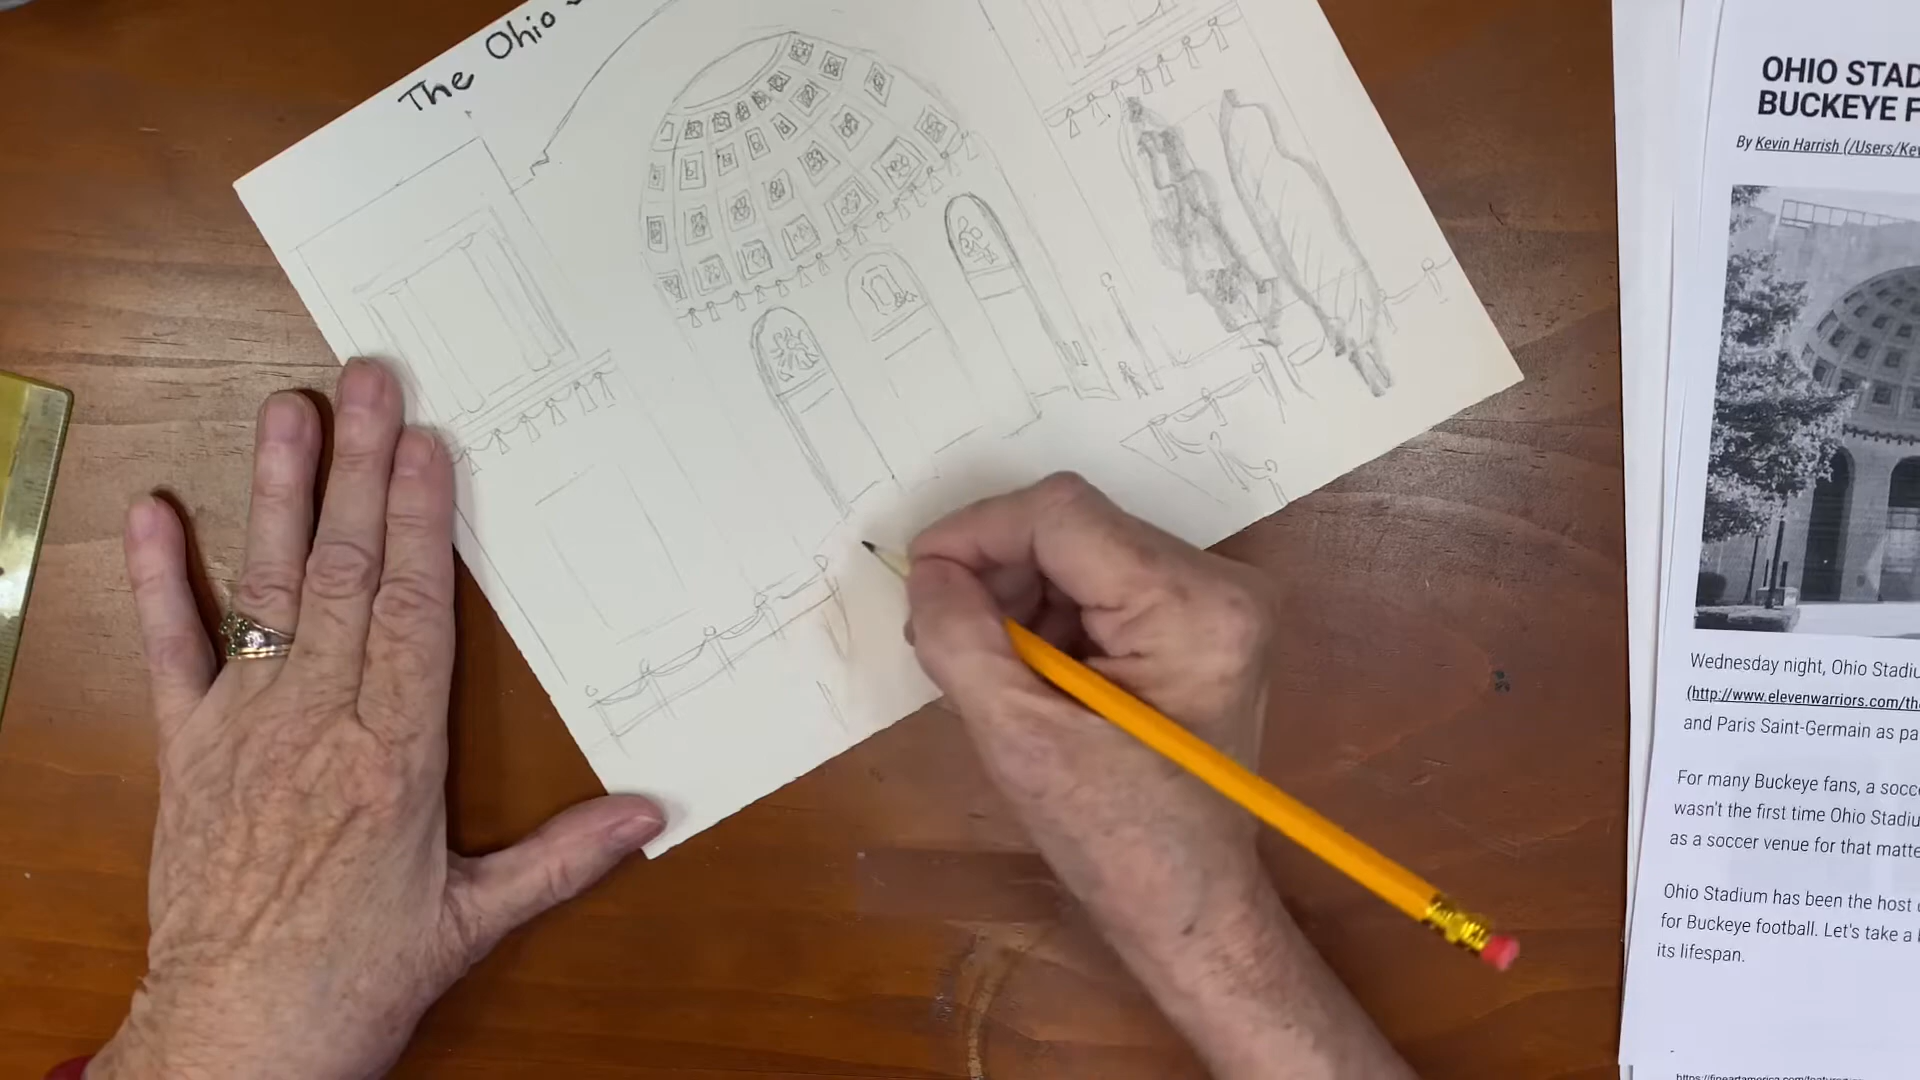 The Ohio
OHIO STAD
BUCKEYE F
By Kevin Harrish (/Users/Kev
Wednesday night, Ohio Stadiu
(http://www.elevenwarriors.com/tha
and Paris Saint-Germain as pa
For many Buckeye fans, a socce
wasn't the first time Ohio Stadiu
as a soccer venue for that matte
Ohio Stadium has been the host
for Buckeye football. Let's take a
its lifespan.